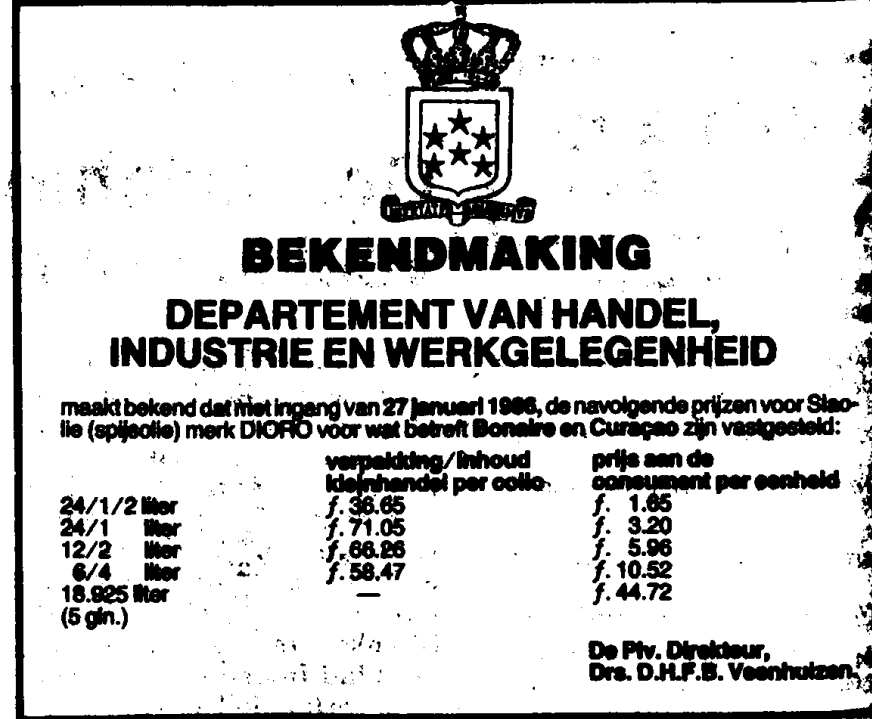 BEKENDMAKING
DEPARTEMENT VAN HANDEL,
INDUSTRIE EN WERKGELEGENHEID
maakt bekend dat met ingang van 27 januari 1986, de navolgende prijzen voor Slao-
lie (spijsolie) merk DIORO voor wat betreft Bonaire en Curaçao zijn vastgesteld:
verpakking/inhoud prijs aan de
kleinhandel per collo consument per eenheid
24/1/2 liter f. 36.65 f. 1.65
24/1 liter f. 71.05 f. 3.20
12/2 liter f. 66.26 f. 5.96
6/4 liter f. 58.47 f. 10.52
18.925 liter — f. 44.72
(5 gln.)
De Plv. Direkteur,
Drs. D.H.F.B. Veenhuizen.